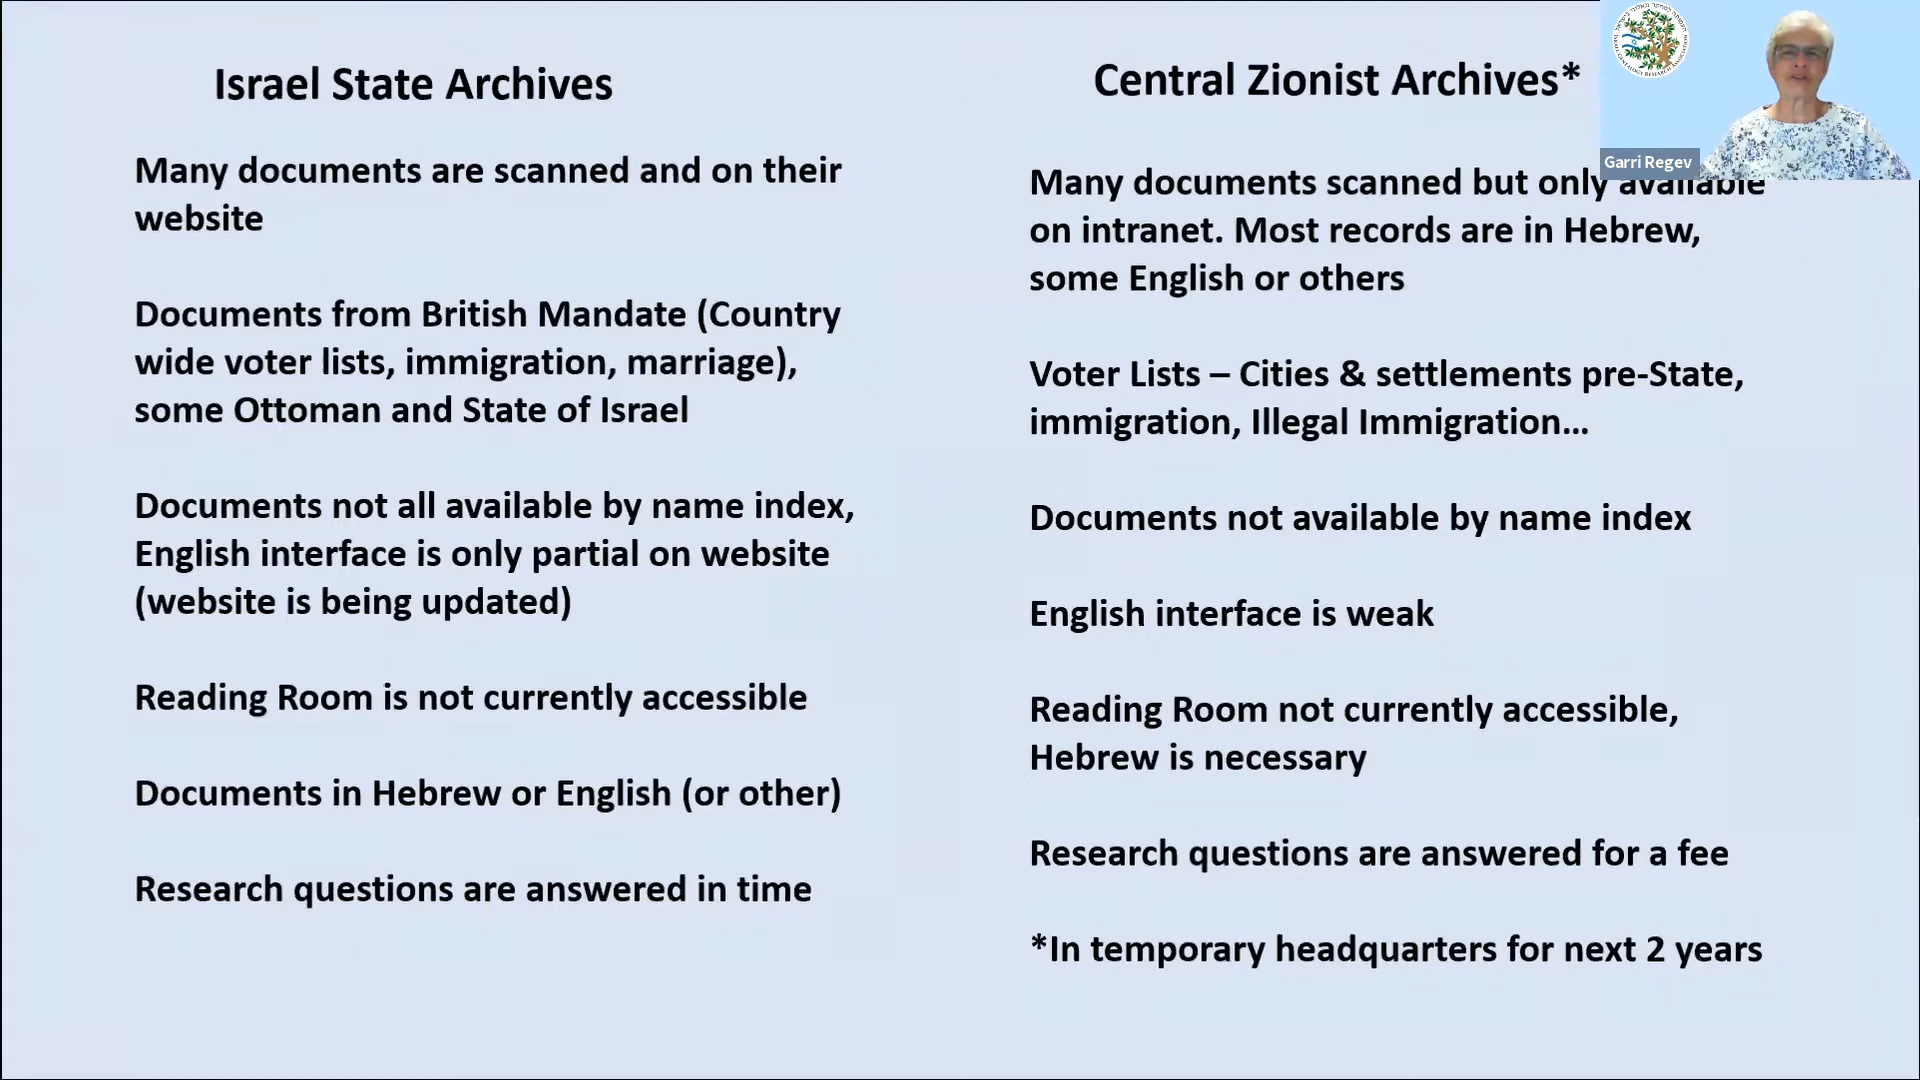 Israel State Archives
Many documents are scanned and on their
website
Documents from British Mandate (Country
wide voter lists, immigration, marriage),
some Ottoman and State of Israel
Documents not all available by name index,
English interface is only partial on website
(website is being updated)
Reading Room is not currently accessible
Documents in Hebrew or English (or other)
Research questions are answered in time
Central Zionist Archives*
Many documents scanned but only available
on intranet. Most records are in Hebrew,
some English or others
Voter Lists – Cities & settlements pre-State,
immigration, Illegal Immigration...
Documents not available by name index
English interface is weak
Reading Room not currently accessible,
Hebrew is necessary
Research questions are answered for a fee
*In temporary headquarters for next 2 years
Israel Genealogy Research Association
Garri Regev